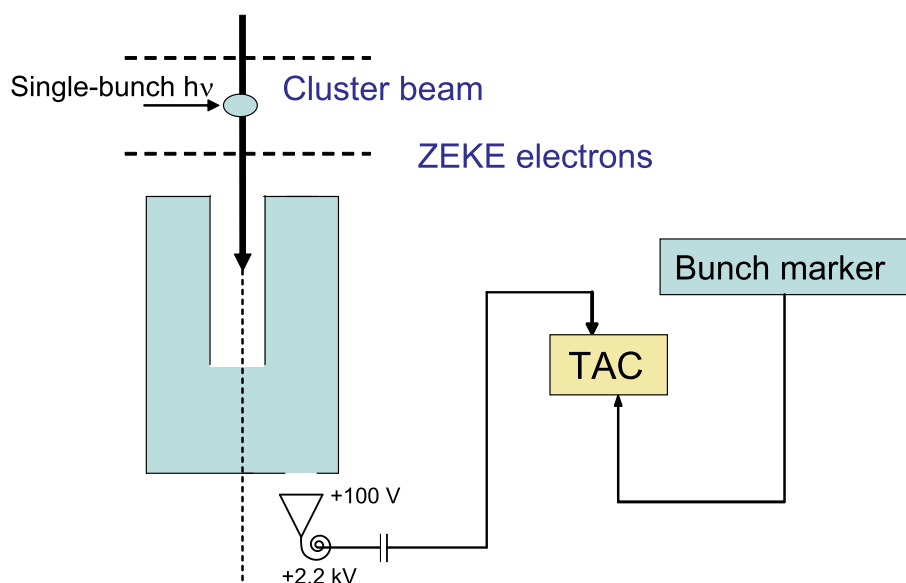 Single-bunch hν
Cluster beam
ZEKE electrons
Bunch marker
TAC
+100 V
+2.2 kV